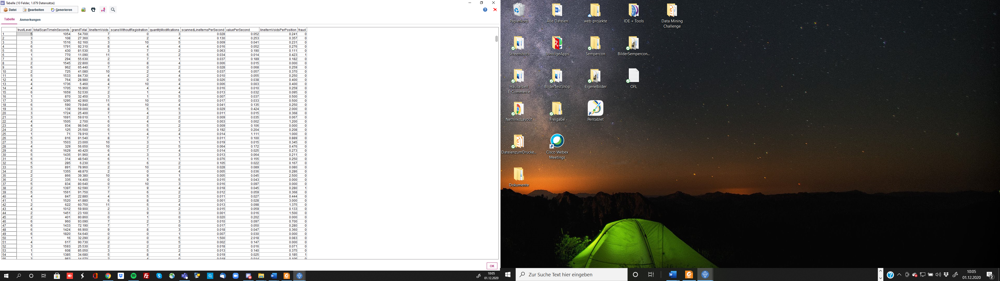 Tabelle (10 Felder, 1.879 Datensätze)
Datei Bearbeiten Generieren
Tabelle Anmerkungen
trustLevel totalScanTimeInSeconds grandTotal lineItemVoids scansWithoutRegistration quantityModifications scannedLineItemsPerSecond valuePerSecond lineItemVoidsPerPosition fraud
1 5 1054 54.700 7 0 3 0.028 0.052 0.241 0
2 3 108 27.360 5 2 4 0.130 0.253 0.357 0
3 3 1516 62.160 3 10 5 0.009 0.041 0.231 0
4 6 1791 92.310 8 4 4 0.016 0.052 0.276 0
5 5 430 81.530 3 7 2 0.063 0.190 0.111 0
6 1 770 11.090 11 5 2 0.034 0.014 0.423 1
7 3 294 55.630 2 7 1 0.037 0.189 0.182 0
8 2 1545 22.800 0 8 4 0.006 0.015 0.000 0
9 6 962 65.440 7 0 2 0.028 0.068 0.259 0
10 2 725 41.080 10 2 4 0.037 0.057 0.370 0
11 5 1533 84.730 4 2 4 0.010 0.055 0.250 0
12 4 764 28.980 8 0 0 0.026 0.038 0.400 0
13 4 1736 5.460 4 10 4 0.006 0.003 0.400 0
14 4 1705 16.960 7 4 4 0.016 0.010 0.259 0
15 6 1659 52.530 2 1 4 0.013 0.032 0.095 0
16 1 870 32.450 3 1 5 0.007 0.037 0.500 0
17 3 1295 42.900 11 10 0 0.017 0.033 0.500 0
18 6 590 79.840 6 10 4 0.041 0.135 0.250 0
19 3 139 59.000 8 5 5 0.029 0.424 2.000 0
20 3 1724 25.400 7 4 3 0.011 0.015 0.368 0
21 3 1691 59.610 1 2 2 0.009 0.035 0.067 0
22 4 1505 2.700 6 4 0 0.003 0.002 1.200 0
23 4 934 98.540 0 5 2 0.009 0.106 0.000 0
24 2 125 25.500 5 6 2 0.192 0.204 0.208 0
25 1 71 78.910 1 4 4 0.014 1.111 1.000 0
26 5 816 81.540 8 7 1 0.011 0.100 0.889 0
27 3 1503 23.000 10 3 1 0.019 0.015 0.345 0
28 4 329 56.650 10 2 5 0.064 0.172 0.476 0
29 6 1629 40.420 6 7 4 0.014 0.025 0.273 0
30 5 1435 91.960 4 3 3 0.013 0.064 0.211 0
31 6 314 48.540 6 1 1 0.076 0.155 0.250 0
32 5 285 6.230 5 6 2 0.105 0.022 0.167 0
33 5 891 78.960 2 10 2 0.028 0.089 0.080 0
34 2 1355 48.870 2 0 4 0.005 0.036 0.286 0
35 2 866 39.380 10 9 1 0.005 0.045 2.500 0
36 2 335 14.400 0 9 5 0.015 0.043 0.000 0
37 5 834 80.640 0 10 3 0.016 0.097 0.000 0
38 2 1397 62.590 7 9 4 0.018 0.045 0.280 1
39 5 1561 91.750 7 6 2 0.012 0.059 0.368 0
40 4 847 22.880 4 5 2 0.011 0.027 0.444 0
41 1 1520 41.880 6 8 2 0.001 0.028 3.000 0
42 2 622 60.750 11 5 4 0.013 0.098 1.375 0
43 4 1012 59.900 2 3 2 0.015 0.059 0.133 0
44 2 1451 23.100 3 9 3 0.001 0.016 1.500 0
45 2 401 80.860 0 1 0 0.020 0.202 0.000 0
46 6 960 93.090 7 2 3 0.010 0.097 0.700 0
47 6 1433 72.190 7 7 0 0.017 0.050 0.280 0
48 6 1424 66.900 9 8 3 0.018 0.047 0.360 0
49 6 1820 54.640 0 0 1 0.007 0.030 0.000 0
50 1 16 32.290 2 0 5 1.500 2.018 0.083 0
51 4 617 90.730 0 0 5 0.002 0.147 0.000 0
52 3 1593 25.530 2 2 2 0.018 0.016 0.071 0
53 1 608 85.050 3 5 2 0.013 0.140 0.375 0
54 1 1385 34.680 5 8 4 0.019 0.025 0.185 1
55 3 983 14.070 2 4 0 0.019 0.014 0.105 0
OK
10:05
01.12.2020
Papierkorb
Alle Dateien
web-projekte
IDE + Tools
Data Mining
Challenge
Screenshots
SonstigeApps
Sempercon
BilderSempercon...
Hausarbeit
E-Commerce
BilderTestShop
EigeneBilder
OFL
NethinksLayout
Freigabe
Pentablet
DateienzumDrucke...
Cisco Webex
Meetings
Dokumente
Zur Suche Text hier eingeben
10:05
01.12.2020
2